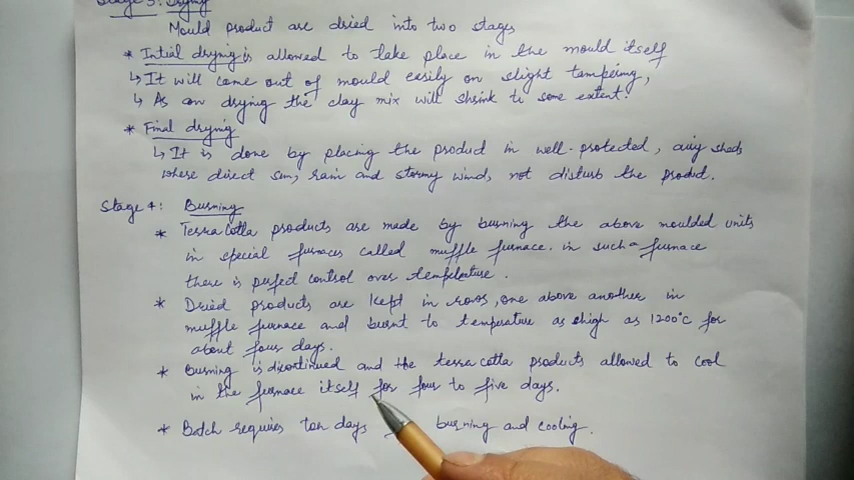 Stage 3: Drying
Mould product are dried into two stages
* Intial drying is allowed to take place in the mould itself
↳ It will came out of mould easily on slight tampering,
↳ As on drying the clay mix will shrink to some extent.
* Final drying
↳ It is done by placing the product in well-protected, airy sheds
where direct sun, rain and stormy winds not disturb the product.
Stage 4: Burning
* Terra Cotta products are made by burning the above moulded units
in special furnaces called muffle furnace. in such a furnace
there is perfect control over temperature.
* Dried products are kept in rows, one above another in
muffle furnace and burnt to temperature as high as 1200°c for
about four days.
* Burning is dicontinued and the terra cotta products allowed to cool
in the furnace itself for four to five days.
* Batch requires ten days burning and cooling.